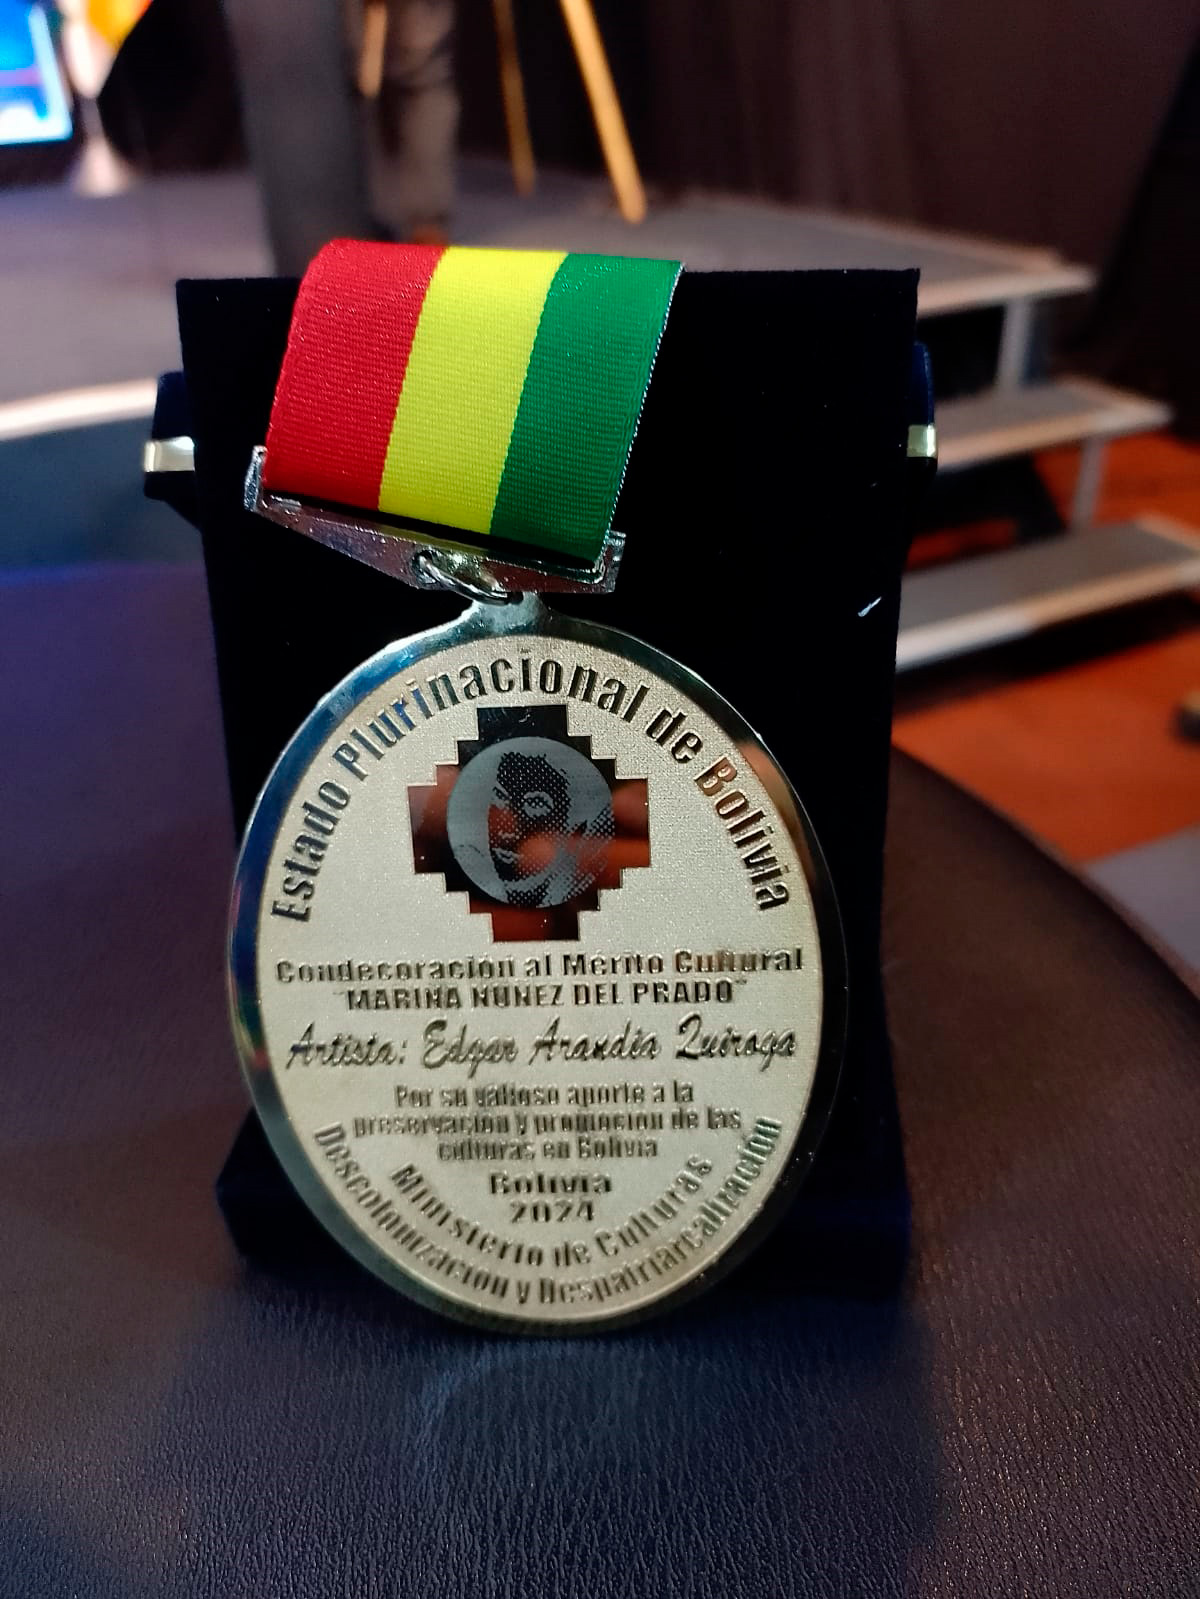 Estado Plurinacional de Bolivia
Condecoración al Mérito Cultural
"MARINA NUÑEZ DEL PRADO"
Artista: Edgar Arandia Quiroga
Por su valioso aporte a la
preservación y promoción de las
culturas en Bolivia
Bolivia
2024
Ministerio de Culturas
Descolonización y Despatriarcalización